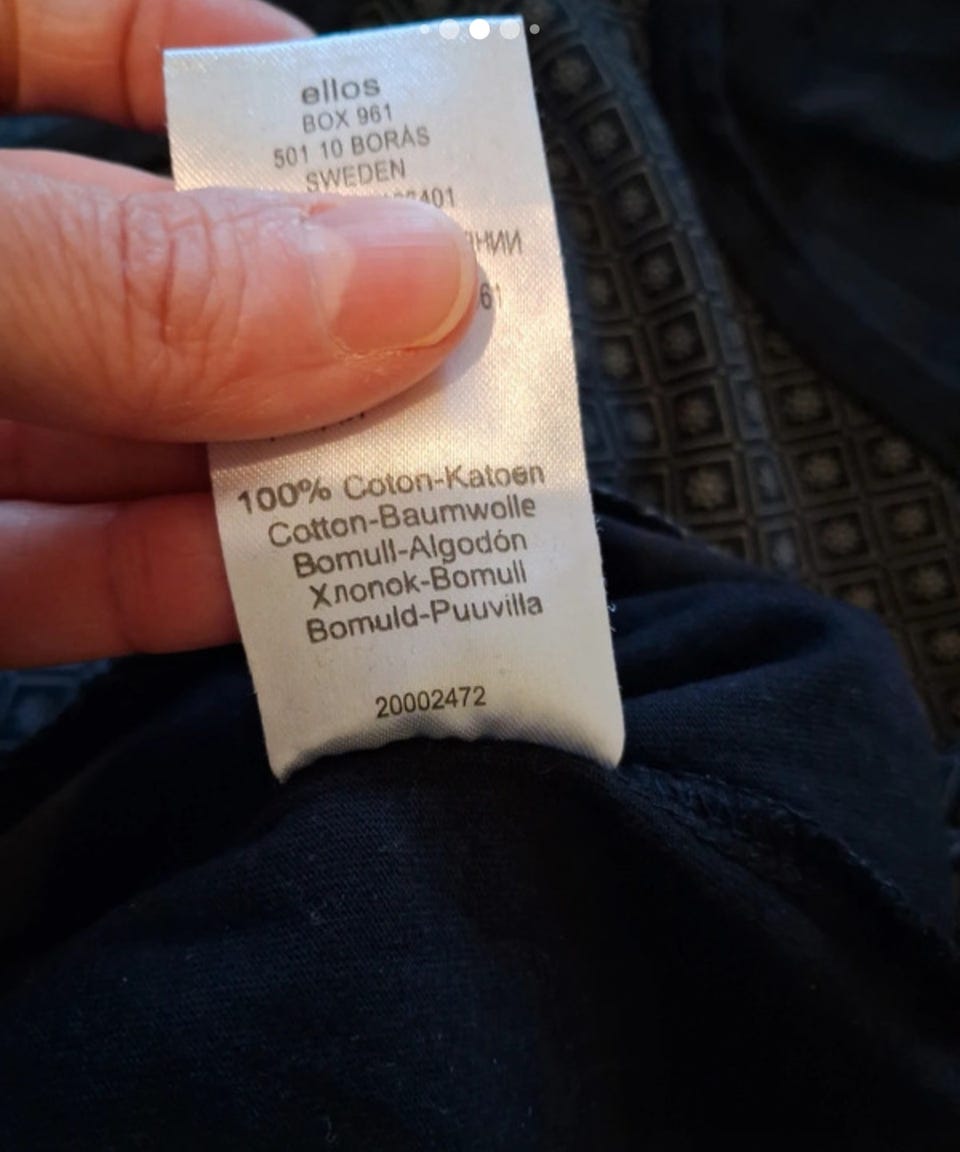 ellos
BOX 961
501 10 BORÅS
SWEDEN
100% Coton-Katoen
Cotton-Baumwolle
Bomull-Algodón
Хлопок-Bomull
Bomuld-Puuvilla
20002472